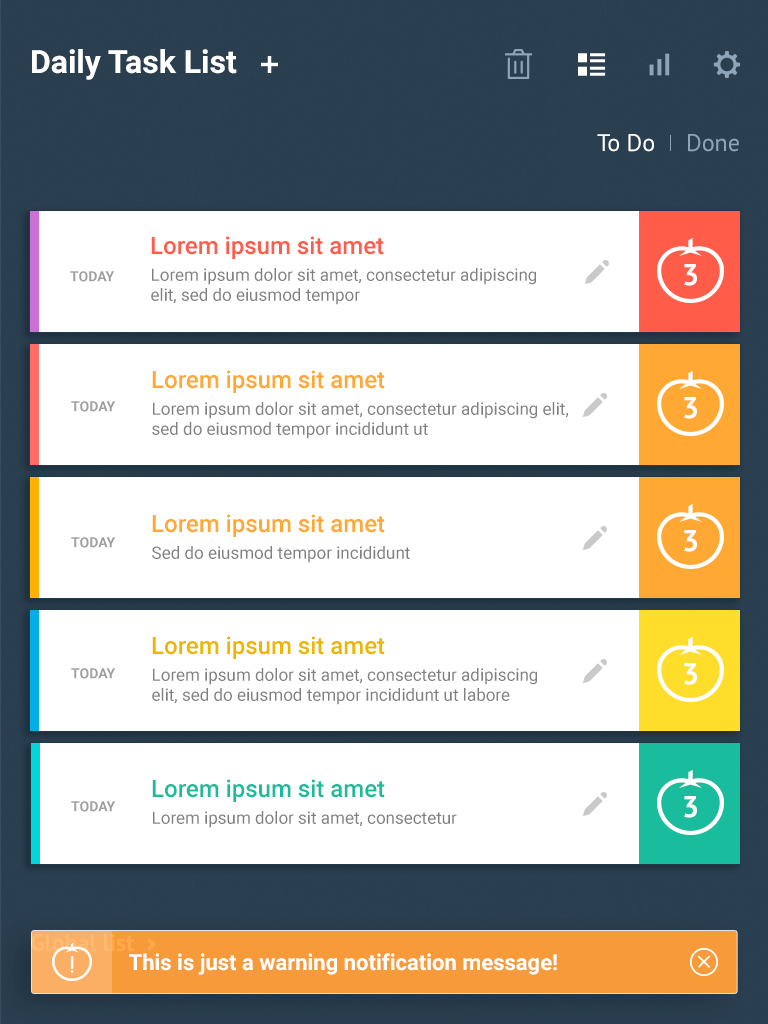 Daily Task List +
To Do | Done
Lorem ipsum sit amet
TODAY
Lorem ipsum dolor sit amet, consectetur adipiscing
elit, sed do eiusmod tempor
3
Lorem ipsum sit amet
TODAY
Lorem ipsum dolor sit amet, consectetur adipiscing elit,
sed do eiusmod tempor incididunt ut
3
Lorem ipsum sit amet
TODAY
Sed do eiusmod tempor incididunt
3
Lorem ipsum sit amet
TODAY
Lorem ipsum dolor sit amet, consectetur adipiscing
elit, sed do eiusmod tempor incididunt ut labore
3
Lorem ipsum sit amet
TODAY
Lorem ipsum dolor sit amet, consectetur
3
Global list >
! This is just a warning notification message!